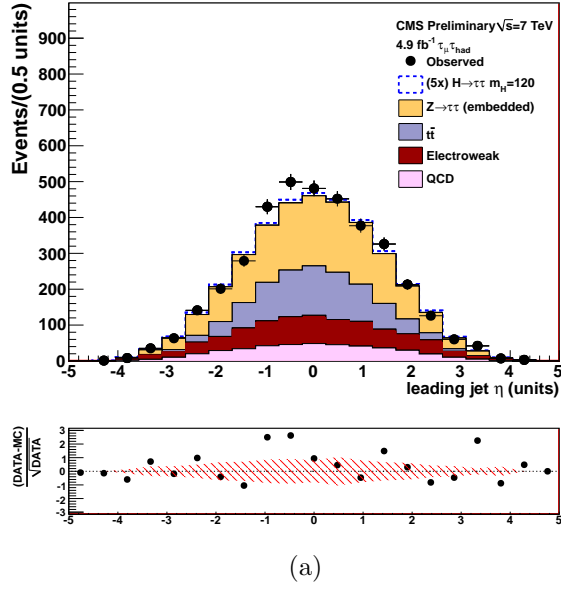 CMS Preliminary √s=7 TeV
4.9 fb⁻¹ τμτhad
Observed
(5x) H→ττ mH=120
Z→ττ (embedded)
tt̄
Electroweak
QCD
Events/(0.5 units)
900
800
700
600
500
400
300
200
100
0
-5 -4 -3 -2 -1 0 1 2 3 4 5
leading jet η (units)
(DATA-MC)
√DATA
3
2
1
0
-1
-2
-3
-5 -4 -3 -2 -1 0 1 2 3 4 5
(a)